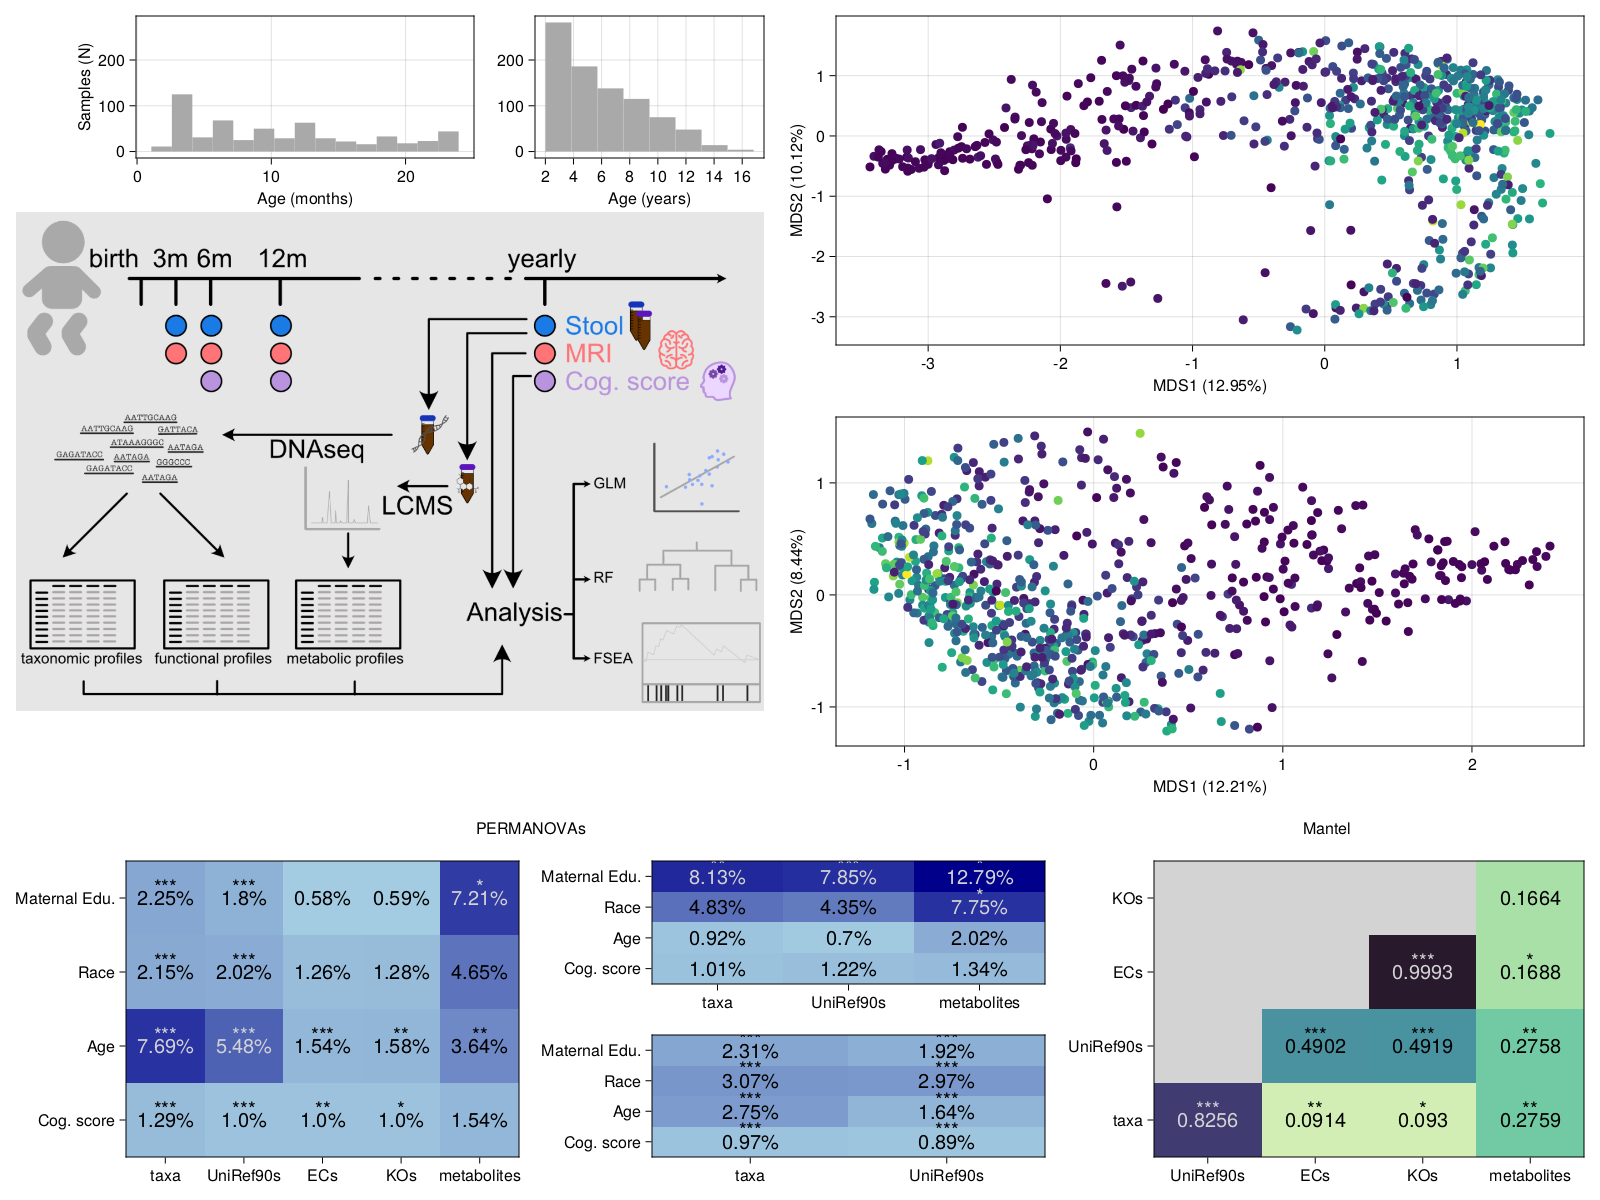 Samples (N)
200
100
0
0
10
20
Age (months)
200
100
0
2
4
6
8
10
12
14
16
Age (years)
birth
3m
6m
12m
yearly
Stool
MRI
Cog. score
AATTGCAAG
AATTGCAAG
GATTACA
ATAAAGGGC
AATAGA
GAGATACC
AATAGA
GGGCCC
GAGATACC
AATAGA
DNAseq
LCMS
GLM
RF
FSEA
Analysis
taxonomic profiles
functional profiles
metabolic profiles
MDS2 (10.12%)
1
0
-1
-2
-3
-3
-2
-1
0
1
MDS1 (12.95%)
MDS2 (8.44%)
1
0
-1
-1
0
1
2
MDS1 (12.21%)
PERMANOVAs
Maternal Edu.
*** *** *
2.25% 1.8% 0.58% 0.59% 7.21%
Race
*** ***
2.15% 2.02% 1.26% 1.28% 4.65%
Age
*** *** *** ** **
7.69% 5.48% 1.54% 1.58% 3.64%
Cog. score
*** *** ** *
1.29% 1.0% 1.0% 1.0% 1.54%
taxa UniRef90s ECs KOs metabolites
** *** *
Maternal Edu. 8.13% 7.85% 12.79%
*
Race 4.83% 4.35% 7.75%
Age 0.92% 0.7% 2.02%
Cog. score 1.01% 1.22% 1.34%
taxa UniRef90s metabolites
*** ***
Maternal Edu. 2.31% 1.92%
*** ***
Race 3.07% 2.97%
*** ***
Age 2.75% 1.64%
*** ***
Cog. score 0.97% 0.89%
taxa UniRef90s
Mantel
KOs 0.1664
*** *
ECs 0.9993 0.1688
*** *** **
UniRef90s 0.4902 0.4919 0.2758
*** ** * **
taxa 0.8256 0.0914 0.093 0.2759
UniRef90s ECs KOs metabolites